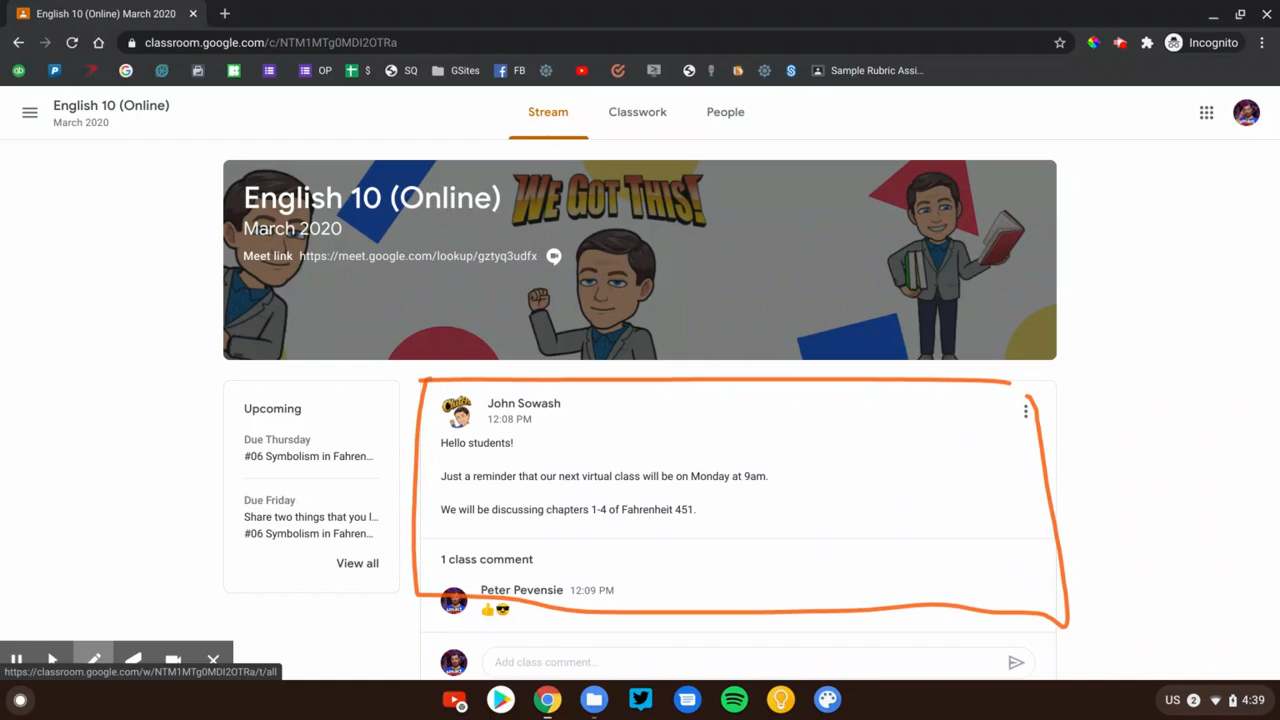 English 10 (Online) March 2020
classroom.google.com/c/NTM1MTg0MDI2OTRa
Incognito
OP
$
SQ
GSites
FB
Sample Rubric Assi...
English 10 (Online)
March 2020
Stream
Classwork
People
English 10 (Online)
WE GOT THIS!
March 2020
Meet link https://meet.google.com/lookup/gztyq3udfx
Upcoming
Due Thursday
#06 Symbolism in Fahren...
Due Friday
Share two things that you l...
#06 Symbolism in Fahren...
View all
John Sowash
12:08 PM
Hello students!
Just a reminder that our next virtual class will be on Monday at 9am.
We will be discussing chapters 1-4 of Fahrenheit 451.
1 class comment
Peter Pevensie 12:09 PM
👍😎
Add class comment...
https://classroom.google.com/w/NTM1MTg0MDI2OTRa/t/all
US 2 4:39